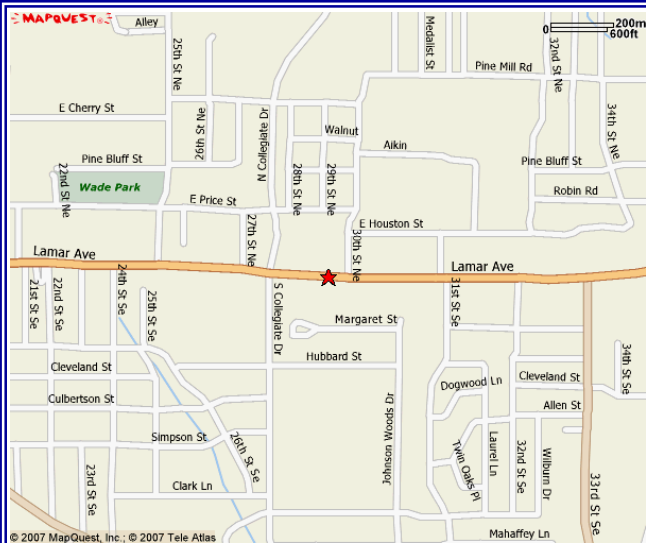 MAPQUEST
Alley
25th St Ne
Medalist St
0 200m
600ft
32nd St Ne
Pine Mill Rd
34th St Ne
E Cherry St
26th St Ne
N Collegiate Dr
Walnut
Aikin
Pine Bluff St
28th St Ne
29th St Ne
Pine Bluff St
22nd St Ne
Wade Park
E Price St
Robin Rd
27th St Ne
30th St Ne
E Houston St
Lamar Ave
Lamar Ave
21st St Se
22nd St Se
24th St Se
25th St Se
S Collegiate Dr
31st St Se
Margaret St
Hubbard St
34th St Se
Cleveland St
Dogwood Ln
Cleveland St
Culbertson St
Johnson Woods Dr
Allen St
Simpson St
26th St Se
Twin Oaks Pl
Laurel Ln
32nd St Se
Wilburn Dr
23rd St Se
33rd St Se
Clark Ln
Mahaffey Ln
© 2007 MapQuest, Inc.; © 2007 Tele Atlas